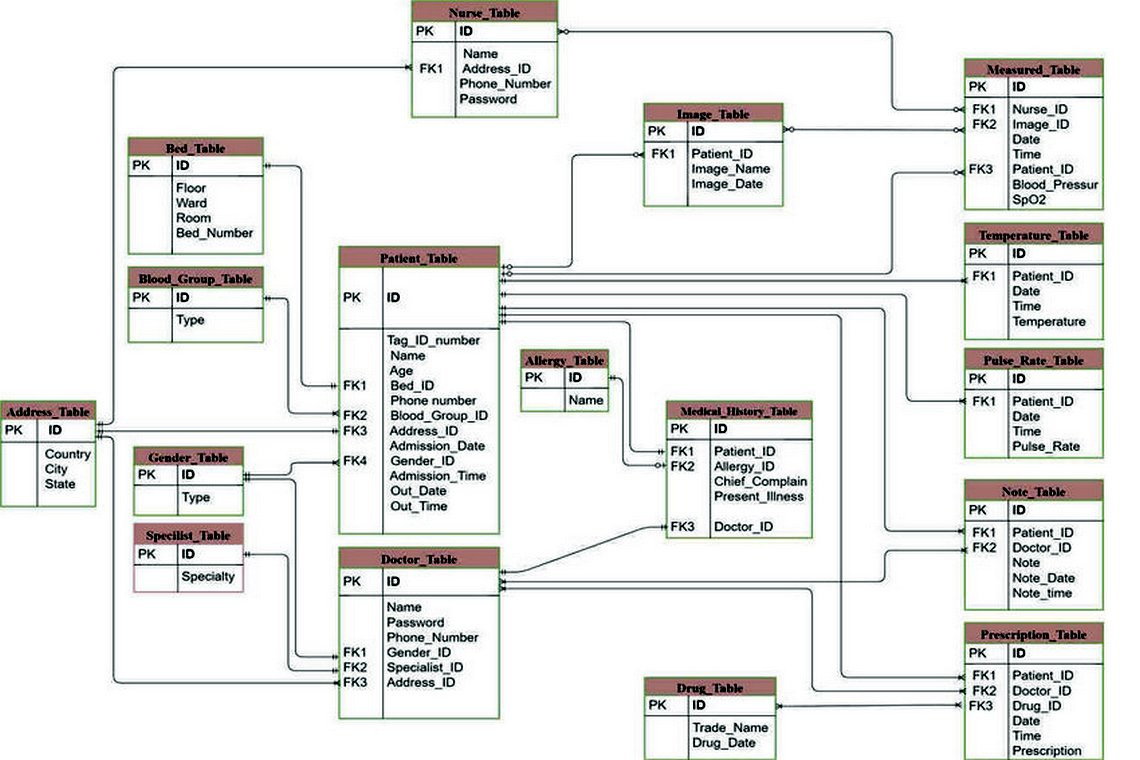 Nurse_Table
PK ID
Name
FK1 Address_ID
Phone_Number
Password
Measured_Table
PK ID
FK1 Nurse_ID
FK2 Image_ID
Date
Time
FK3 Patient_ID
Blood_Pressur
SpO2
Image_Table
PK ID
FK1 Patient_ID
Image_Name
Image_Date
Bed_Table
PK ID
Floor
Ward
Room
Bed_Number
Temperature_Table
FK1 Patient_ID
Date
Time
Temperature
Patient_Table
PK ID
Tag_ID_number
Name
Age
FK1 Bed_ID
Phone number
FK2 Blood_Group_ID
FK3 Address_ID
Admission_Date
FK4 Gender_ID
Admission_Time
Out_Date
Out_Time
Blood_Group_Table
PK ID
Type
Pulse_Rate_Table
PK ID
FK1 Patient_ID
Date
Time
Pulse_Rate
Allergy_Table
PK ID
Name
Address_Table
PK ID
Country
City
State
Medical_History_Table
PK ID
FK1 Patient_ID
FK2 Allergy_ID
Chief_Complain
Present_Illness
FK3 Doctor_ID
Gender_Table
PK ID
Type
Note_Table
PK ID
FK1 Patient_ID
FK2 Doctor_ID
Note
Note_Date
Note_time
Specilist_Table
PK ID
Specialty
Doctor_Table
PK ID
Name
Password
Phone_Number
FK1 Gender_ID
FK2 Specialist_ID
FK3 Address_ID
Prescription_Table
PK ID
FK1 Patient_ID
FK2 Doctor_ID
FK3 Drug_ID
Date
Time
Prescription
Drug_Table
PK ID
Trade_Name
Drug_Date